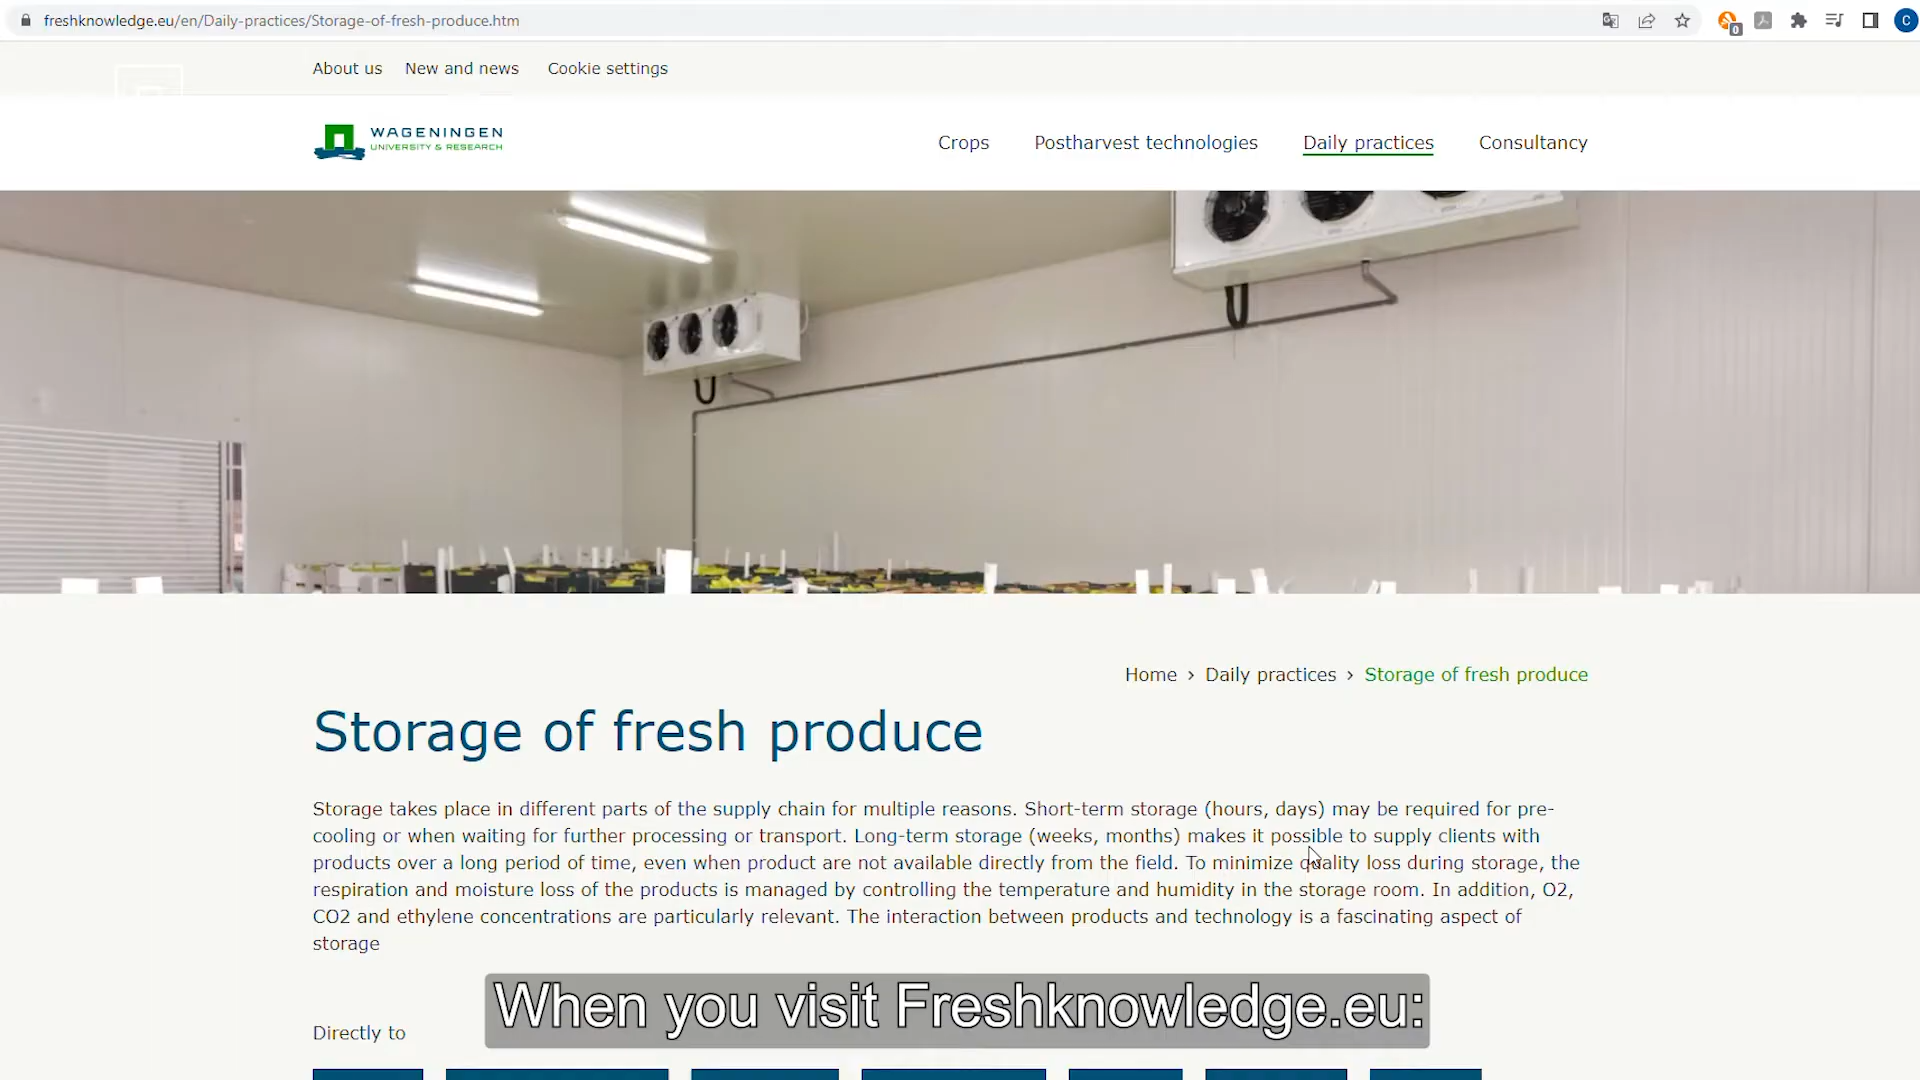 freshknowledge.eu/en/Daily-practices/Storage-of-fresh-produce.htm
0
C
About us New and news Cookie settings
WAGENINGEN
UNIVERSITY & RESEARCH
Crops Postharvest technologies Daily practices Consultancy
Home › Daily practices › Storage of fresh produce
Storage of fresh produce
Storage takes place in different parts of the supply chain for multiple reasons. Short-term storage (hours, days) may be required for pre-
cooling or when waiting for further processing or transport. Long-term storage (weeks, months) makes it possible to supply clients with
products over a long period of time, even when product are not available directly from the field. To minimize quality loss during storage, the
respiration and moisture loss of the products is managed by controlling the temperature and humidity in the storage room. In addition, O2,
CO2 and ethylene concentrations are particularly relevant. The interaction between products and technology is a fascinating aspect of
storage
When you visit Freshknowledge.eu:
Directly to